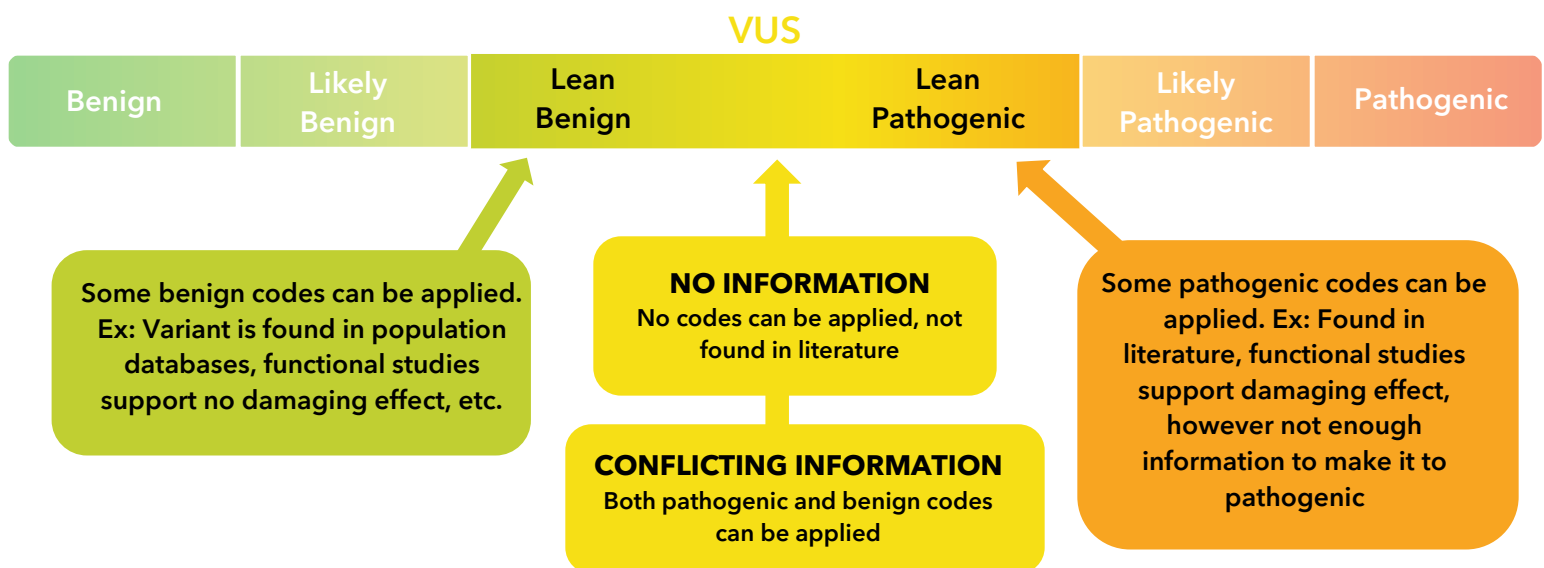 VUS
Benign
Likely
Benign
Lean
Benign
Lean
Pathogenic
Likely
Pathogenic
Pathogenic
Some benign codes can be applied.
Ex: Variant is found in population
databases, functional studies
support no damaging effect, etc.
NO INFORMATION
No codes can be applied, not
found in literature
CONFLICTING INFORMATION
Both pathogenic and benign codes
can be applied
Some pathogenic codes can be
applied. Ex: Found in
literature, functional studies
support damaging effect,
however not enough
information to make it to
pathogenic